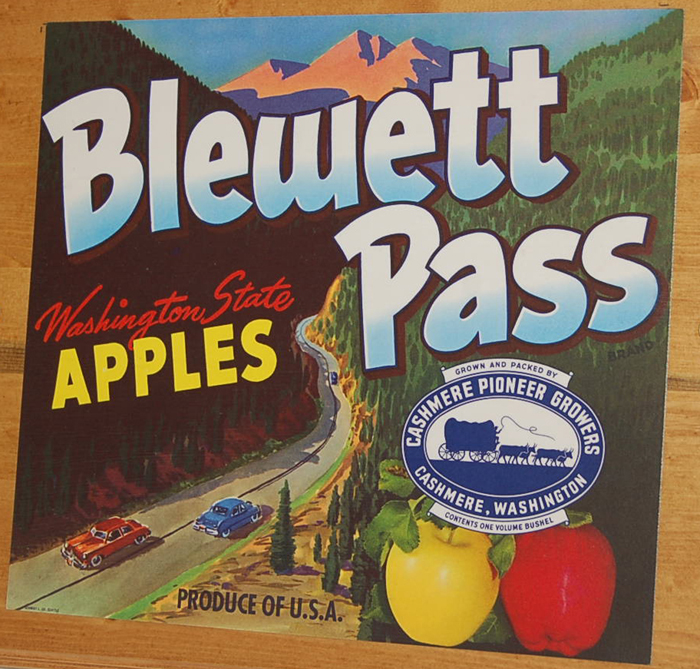 Blewett
Pass
BRAND
Washington State
APPLES
GROWN AND PACKED BY
CASHMERE PIONEER GROWERS
CASHMERE, WASHINGTON
CONTENTS ONE VOLUME BUSHEL
PRODUCE OF U.S.A.